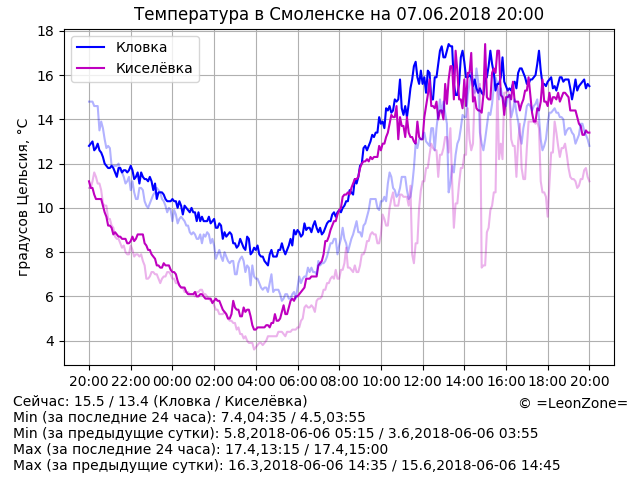 Температура в Смоленске на 07.06.2018 20:00
18
16
14
12
10
8
6
4
градусов Цельсия, °C
Кловка
Киселёвка
20:00 22:00 00:00 02:00 04:00 06:00 08:00 10:00 12:00 14:00 16:00 18:00 20:00
Сейчас: 15.5 / 13.4 (Кловка / Киселёвка)
© =LeonZone=
Min (за последние 24 часа): 7.4,04:35 / 4.5,03:55
Min (за предыдущие сутки): 5.8,2018-06-06 05:15 / 3.6,2018-06-06 03:55
Max (за последние 24 часа): 17.4,13:15 / 17.4,15:00
Max (за предыдущие сутки): 16.3,2018-06-06 14:35 / 15.6,2018-06-06 14:45